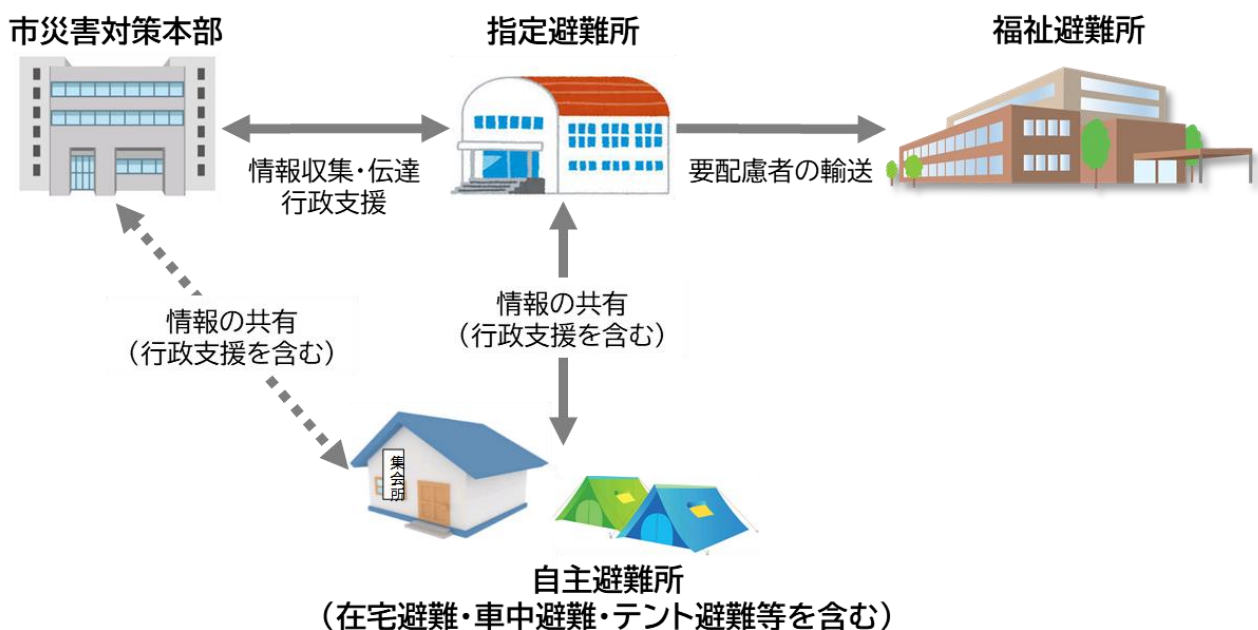 市災害対策本部
指定避難所
福祉避難所
情報収集・伝達
行政支援
要配慮者の輸送
情報の共有
（行政支援を含む）
情報の共有
（行政支援を含む）
集会所
自主避難所
（在宅避難・車中避難・テント避難等を含む）